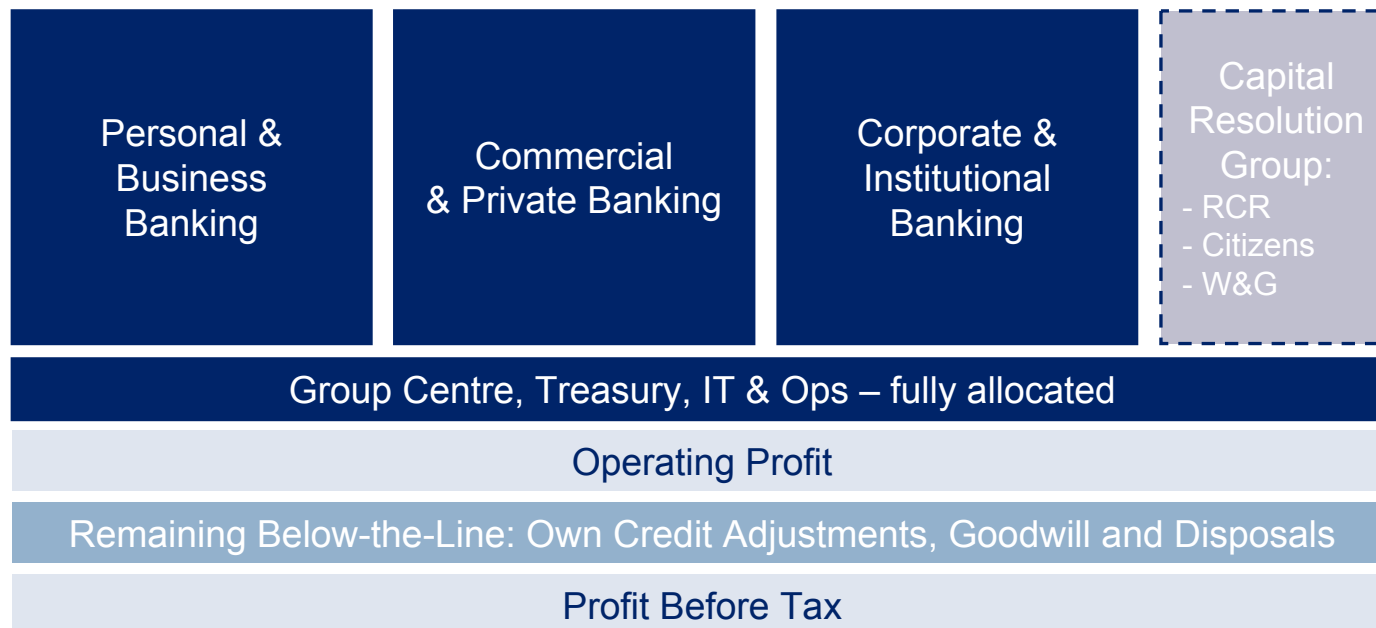 Personal &
Business
Banking
Commercial
& Private Banking
Corporate &
Institutional
Banking
Capital
Resolution
Group:
- RCR
- Citizens
- W&G
Group Centre, Treasury, IT & Ops – fully allocated
Operating Profit
Remaining Below-the-Line: Own Credit Adjustments, Goodwill and Disposals
Profit Before Tax